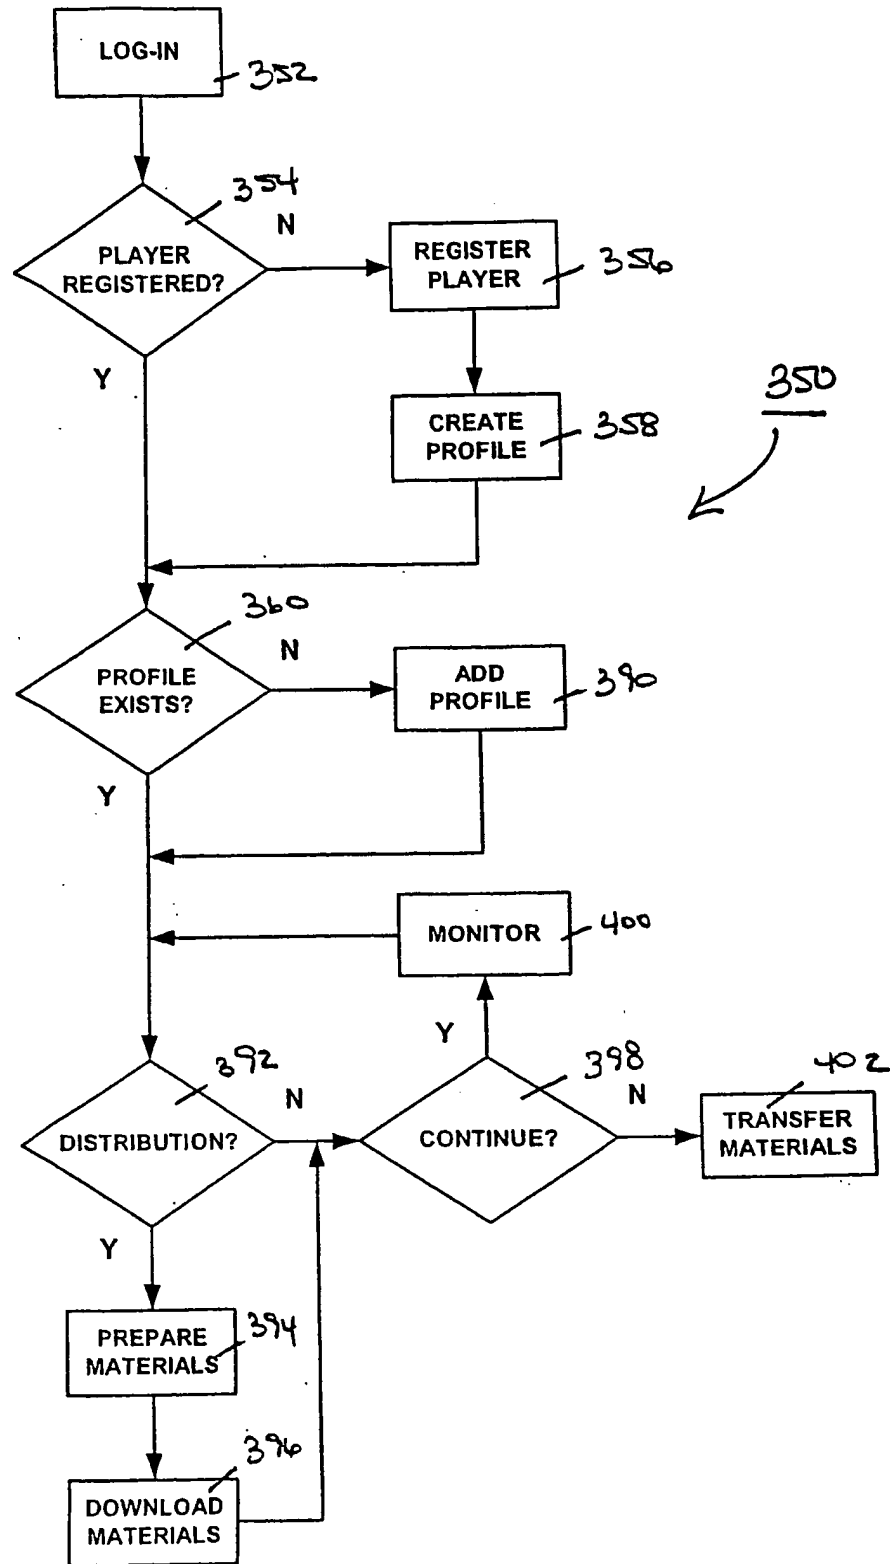 LOG-IN
352
354
N
PLAYER
REGISTERED?
REGISTER
PLAYER
356
Y
350
CREATE
PROFILE
358
360
N
PROFILE
EXISTS?
ADD
PROFILE
390
Y
MONITOR
400
Y
392
N
398
N
402
DISTRIBUTION?
CONTINUE?
TRANSFER
MATERIALS
Y
PREPARE
MATERIALS
394
396
DOWNLOAD
MATERIALS